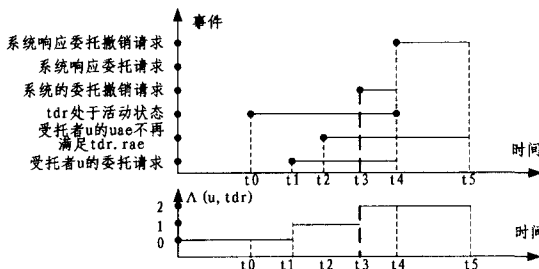 事件
系统响应委托撤销请求
系统响应委托请求
系统的委托撤销请求
tdr处于活动状态
受托者u的uae不再
满足tdr.rae
受托者u的委托请求
时间
t0 t1 t2 t3 t4 t5
Λ(u, tdr)
2
1
0
时间
t0 t1 t2 t3 t4 t5